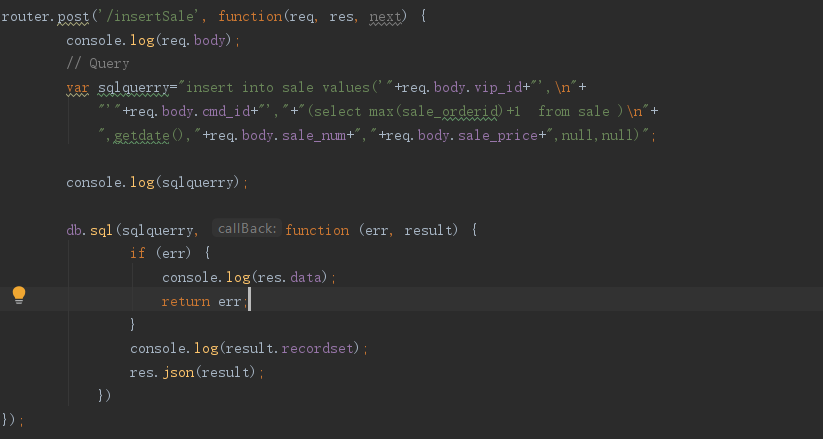 router.post('/insertSale', function(req, res, next) {
console.log(req.body);
// Query
var sqlquerry="insert into sale values('"+req.body.vip_id+"',\n"+
"'"+req.body.cmd_id+"',"+"(select max(sale_orderid)+1  from sale )\n"+
",getdate(),"+req.body.sale_num+","+req.body.sale_price+",null,null)";
console.log(sqlquerry);
db.sql(sqlquerry, callBack: function (err, result) {
if (err) {
console.log(res.data);
return err;
}
console.log(result.recordset);
res.json(result);
})
});